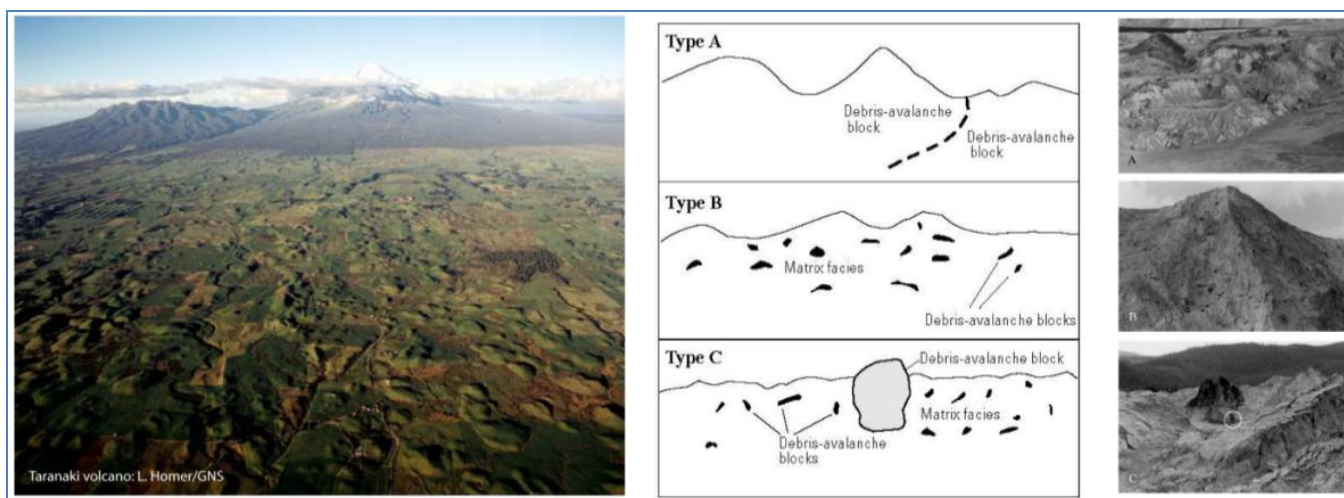 Taranaki volcano: L. Homer/GNS
Type A
Debris-avalanche
block
Debris-avalanche
block
Type B
Matrix facies
Debris-avalanche blocks
Type C
Debris-avalanche block
Matrix facies
Debris-avalanche
blocks
A
B
C